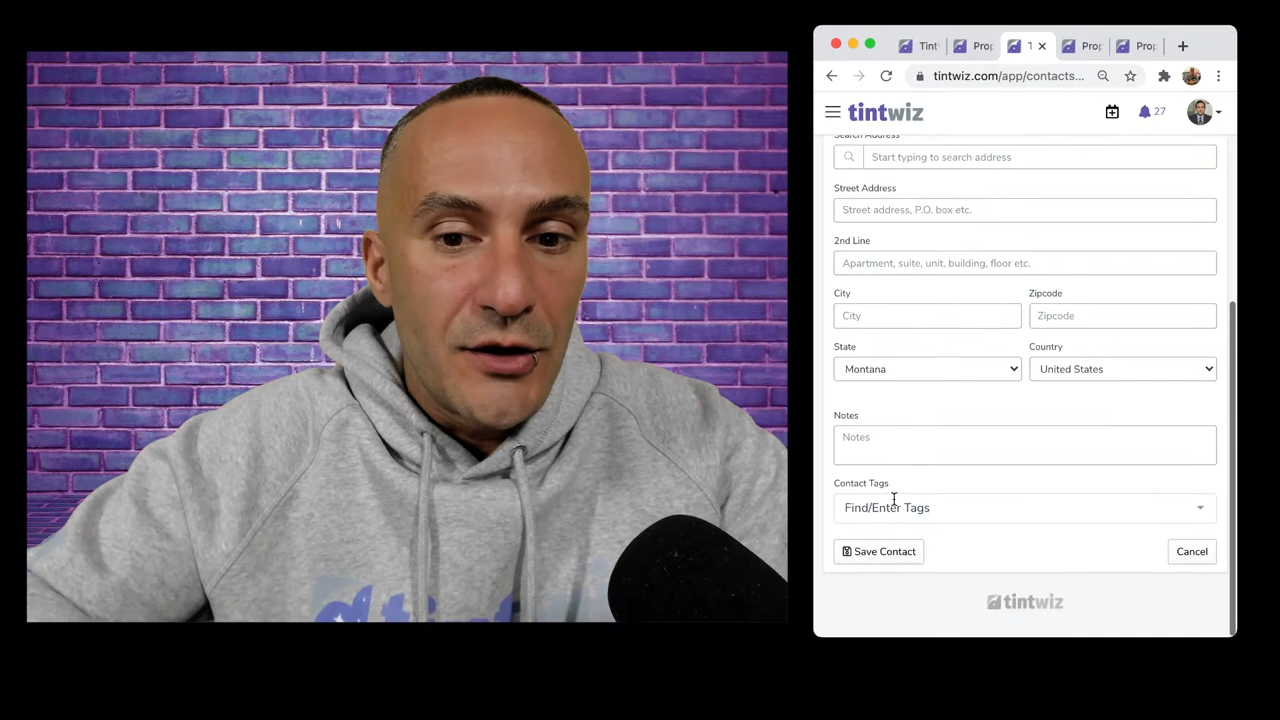 Tint
Prop
T
Prop
Prop
tintwiz.com/app/contacts...
tintwiz
27
Search Address
Start typing to search address
Street Address
Street address, P.O. box etc.
2nd Line
Apartment, suite, unit, building, floor etc.
City
Zipcode
City
Zipcode
State
Country
Montana
United States
Notes
Notes
Contact Tags
Find/Enter Tags
Save Contact
Cancel
tintwiz